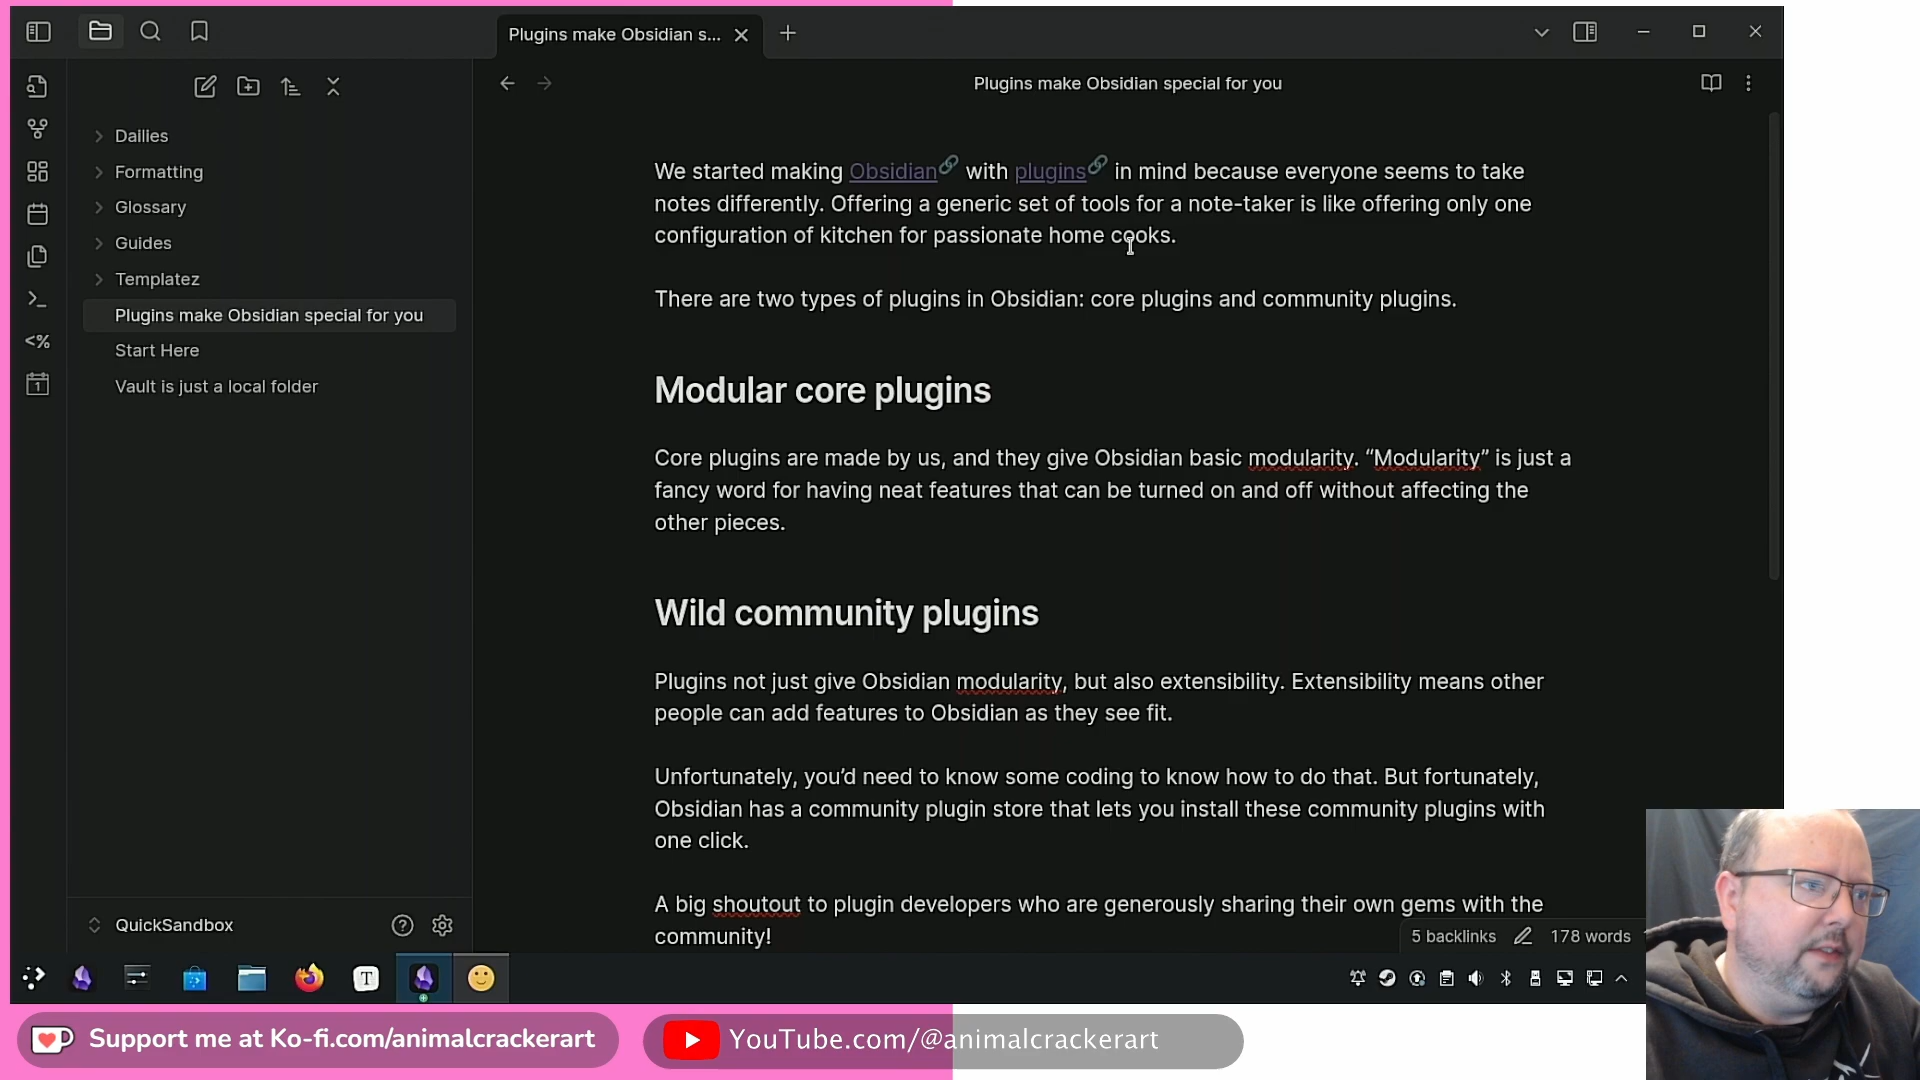 Plugins make Obsidian s...
Plugins make Obsidian special for you
Dailies
Formatting
Glossary
Guides
Templatez
Plugins make Obsidian special for you
Start Here
Vault is just a local folder
<%
1
QuickSandbox
We started making Obsidian with plugins in mind because everyone seems to take
notes differently. Offering a generic set of tools for a note-taker is like offering only one
configuration of kitchen for passionate home cooks.
There are two types of plugins in Obsidian: core plugins and community plugins.
Modular core plugins
Core plugins are made by us, and they give Obsidian basic modularity. “Modularity” is just a
fancy word for having neat features that can be turned on and off without affecting the
other pieces.
Wild community plugins
Plugins not just give Obsidian modularity, but also extensibility. Extensibility means other
people can add features to Obsidian as they see fit.
Unfortunately, you’d need to know some coding to know how to do that. But fortunately,
Obsidian has a community plugin store that lets you install these community plugins with
one click.
A big shoutout to plugin developers who are generously sharing their own gems with the
community!
5 backlinks 178 words
T
Support me at Ko-fi.com/animalcrackerart
YouTube.com/@animalcrackerart